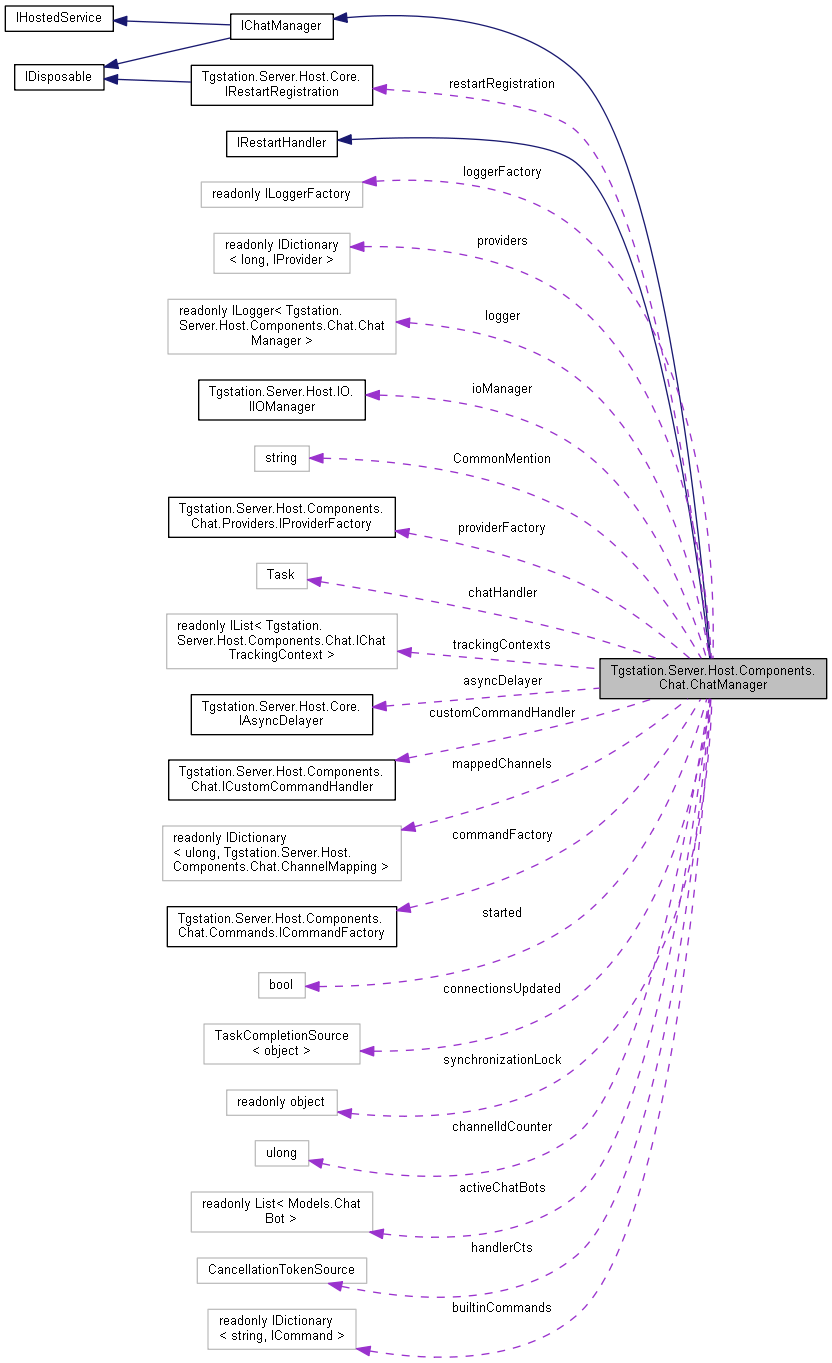 IHostedService
IChatManager
IDisposable
Tgstation.Server.Host.Core.
IRestartRegistration
restartRegistration
IRestartHandler
loggerFactory
readonly ILoggerFactory
providers
readonly IDictionary
< long, IProvider >
logger
readonly ILogger< Tgstation.
Server.Host.Components.Chat.Chat
Manager >
ioManager
Tgstation.Server.Host.IO.
IIOManager
CommonMention
string
Tgstation.Server.Host.Components.
Chat.Providers.IProviderFactory
providerFactory
Task
chatHandler
readonly IList< Tgstation.
Server.Host.Components.Chat.IChat
TrackingContext >
trackingContexts
Tgstation.Server.Host.Components.
Chat.ChatManager
asyncDelayer
Tgstation.Server.Host.Core.
IAsyncDelayer
customCommandHandler
Tgstation.Server.Host.Components.
Chat.ICustomCommandHandler
mappedChannels
readonly IDictionary
< ulong, Tgstation.Server.Host.
Components.Chat.ChannelMapping >
commandFactory
Tgstation.Server.Host.Components.
Chat.Commands.ICommandFactory
started
bool
connectionsUpdated
TaskCompletionSource
< object >
synchronizationLock
readonly object
channelIdCounter
ulong
activeChatBots
readonly List< Models.Chat
Bot >
handlerCts
CancellationTokenSource
builtinCommands
readonly IDictionary
< string, ICommand >